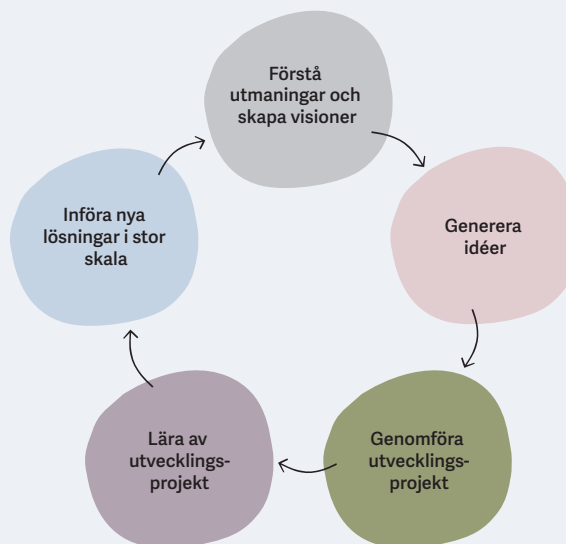 Förstå
utmaningar och
skapa visioner
Generera
idéer
Genomföra
utvecklings-
projekt
Lära av
utvecklings-
projekt
Införa nya
lösningar i stor
skala